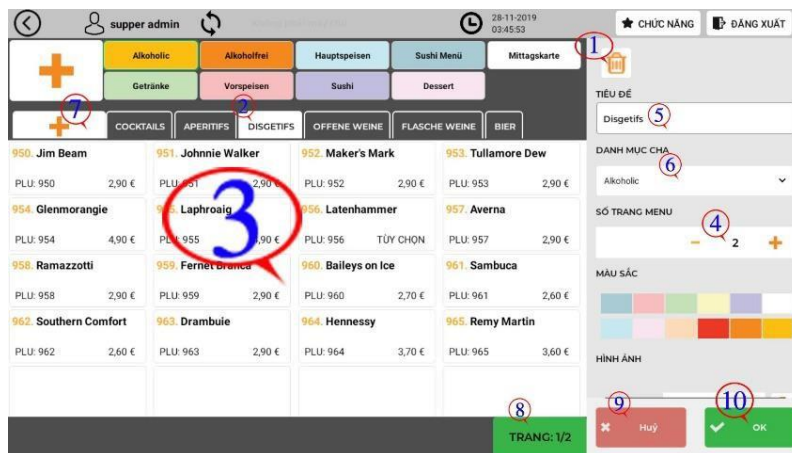 supper admin
28-11-2019
03:45:53
CHỨC NĂNG
ĐĂNG XUẤT
Alkoholic
Alkoholfrei
Hauptspeisen
Sushi Menü
Mittagskarte
1
Getränke
Vorspeisen
Sushi
Dessert
TIÊU ĐỀ
7
2
Disgetifs
5
COCKTAILS
APERITIFS
DISGETIFS
OFFENE WEINE
FLASCHE WEINE
BIER
950. Jim Beam
951. Johnnie Walker
952. Maker's Mark
953. Tullamore Dew
DANH MỤC CHA
6
PLU: 950 2,90 €
PLU: 951 2,90 €
PLU: 952 2,90 €
PLU: 953 2,90 €
Alkoholic
954. Glenmorangie
Laphroaig
956. Latenhammer
957. Averna
3
SỐ TRANG MENU
PLU: 954 4,90 €
PLU: 955
PLU: 956 TÙY CHỌN
PLU: 957 2,90 €
4
2
958. Ramazzotti
959. Fernet Branca
960. Baileys on Ice
961. Sambuca
MÀU SẮC
PLU: 958 2,90 €
PLU: 959 2,90 €
PLU: 960 2,70 €
PLU: 961 2,60 €
962. Southern Comfort
963. Drambuie
964. Hennessy
965. Remy Martin
PLU: 962 2,60 €
PLU: 963 2,90 €
PLU: 964 3,70 €
PLU: 965 3,60 €
HÌNH ẢNH
8
9
10
TRANG: 1/2
Huỷ
OK